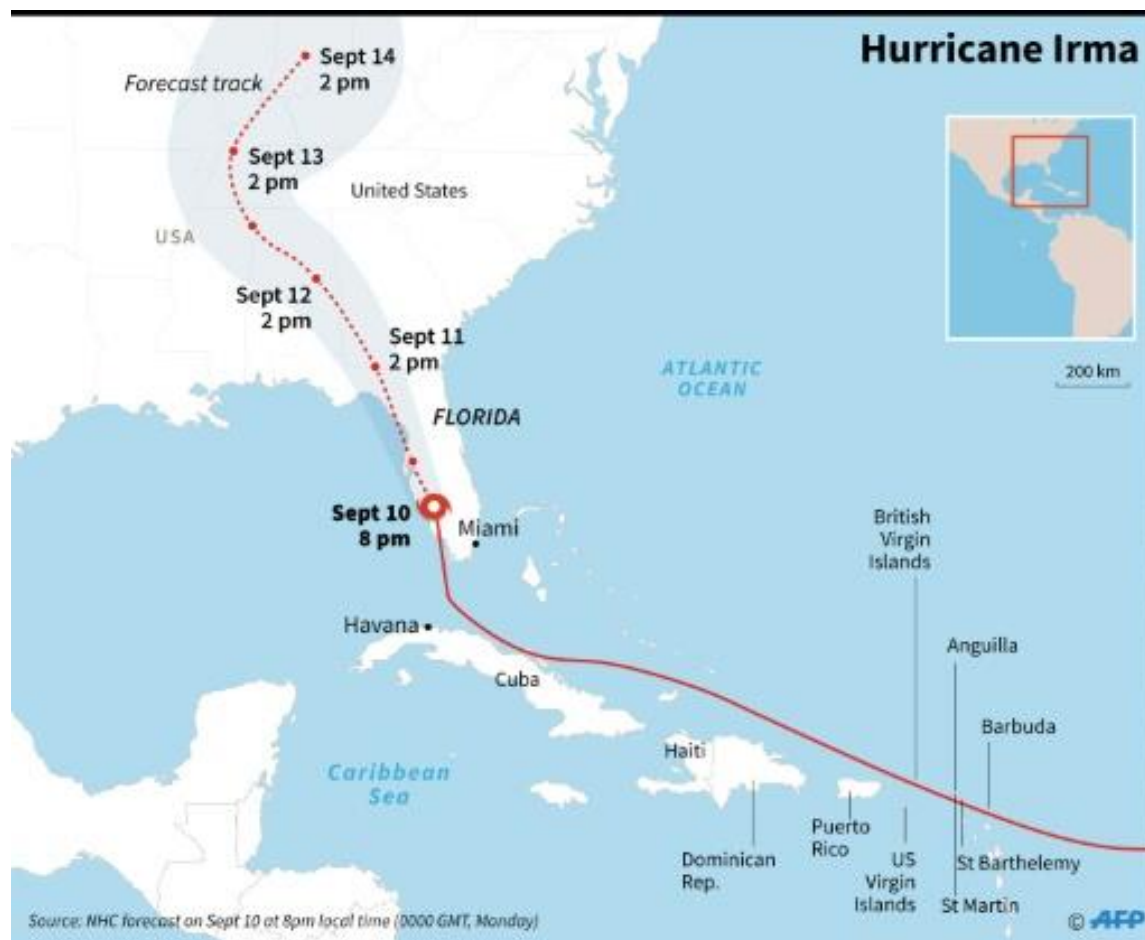 Hurricane Irma
Sept 14
2 pm
Forecast track
Sept 13
2 pm
United States
USA
Sept 12
2 pm
Sept 11
2 pm
ATLANTIC
OCEAN
200 km
FLORIDA
Sept 10
8 pm
Miami
British
Virgin
Islands
Havana
Anguilla
Cuba
Barbuda
Haiti
Caribbean
Sea
Puerto
Rico
Dominican
Rep.
US
Virgin
Islands
St Barthelemy
St Martin
Source: NHC forecast on Sept 10 at 8pm local time (0000 GMT, Monday)
© AFP